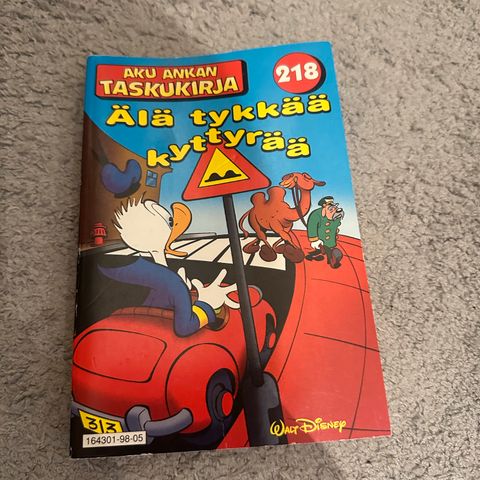 AKU ANKAN
TASKUKIRJA
218
Älä tykkää
kyttyrää
313
164301-98-05
WALT DISNEY